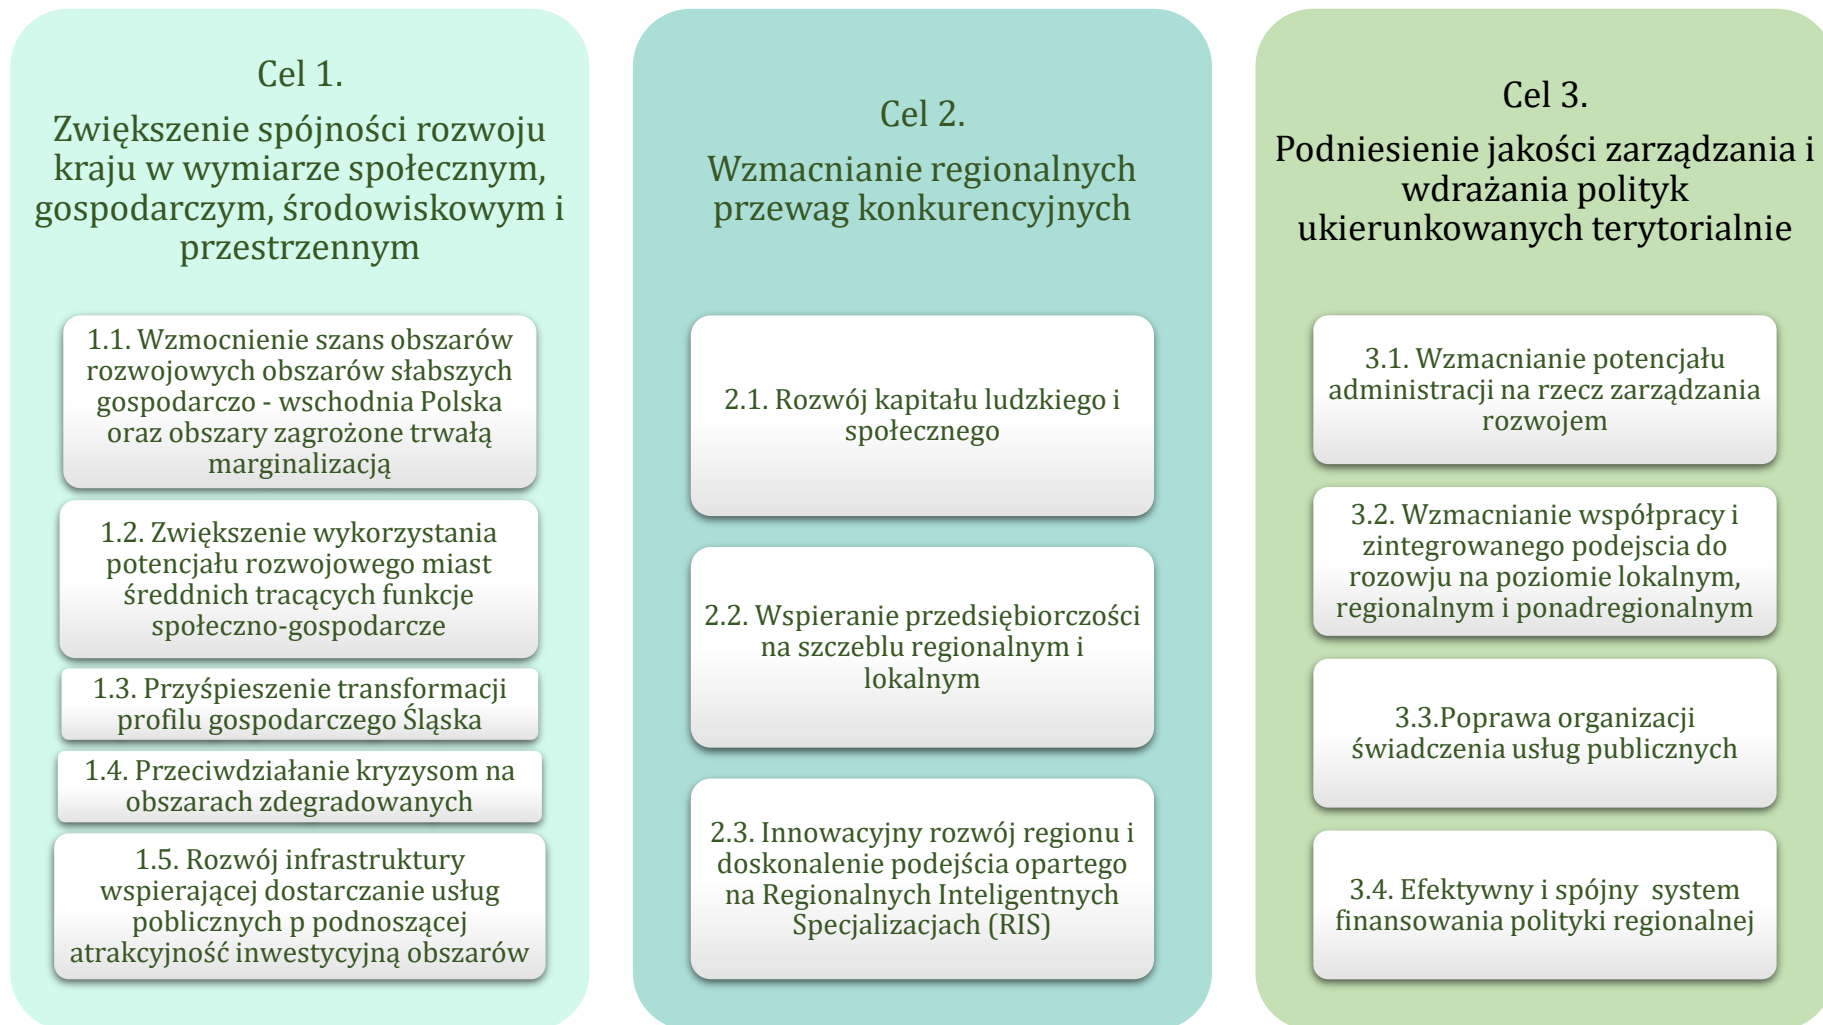 Cel 1.
Zwiększenie spójności rozwoju
kraju w wymiarze społecznym,
gospodarczym, środowiskowym i
przestrzennym
1.1. Wzmocnienie szans obszarów
rozwojowych obszarów słabszych
gospodarczo - wschodnia Polska
oraz obszary zagrożone trwałą
marginalizacją
1.2. Zwiększenie wykorzystania
potencjału rozwojowego miast
średdnich tracących funkcje
społeczno-gospodarcze
1.3. Przyśpieszenie transformacji
profilu gospodarczego Śląska
1.4. Przeciwdziałanie kryzysom na
obszarach zdegradowanych
1.5. Rozwój infrastruktury
wspierającej dostarczanie usług
poblicznych p podnoszącej
atrakcyjność inwestycyjną obszarów
Cel 2.
Wzmacnianie regionalnych
przewag konkurencyjnych
2.1. Rozwój kapitału ludzkiego i
społecznego
2.2. Wspieranie przedsiębiorczości
na szczeblu regionalnym i
lokalnym
2.3. Innowacyjny rozwój regionu i
doskonalenie podejścia opartego
na Regionalnych Inteligentnych
Specjalizacjach (RIS)
Cel 3.
Podniesienie jakości zarządzania i
wdrażania polityk
ukierunkowanych terytorialnie
3.1. Wzmacnianie potencjału
administracji na rzecz zarządzania
rozwojem
3.2. Wzmacnianie współpracy i
zintegrowanego podejscia do
rozowju na poziomie lokalnym,
regionalnym i ponadregionalnym
3.3.Poprawa organizacji
świadczenia usług publicznych
3.4. Efektywny i spójny  system
finansowania polityki regionalnej